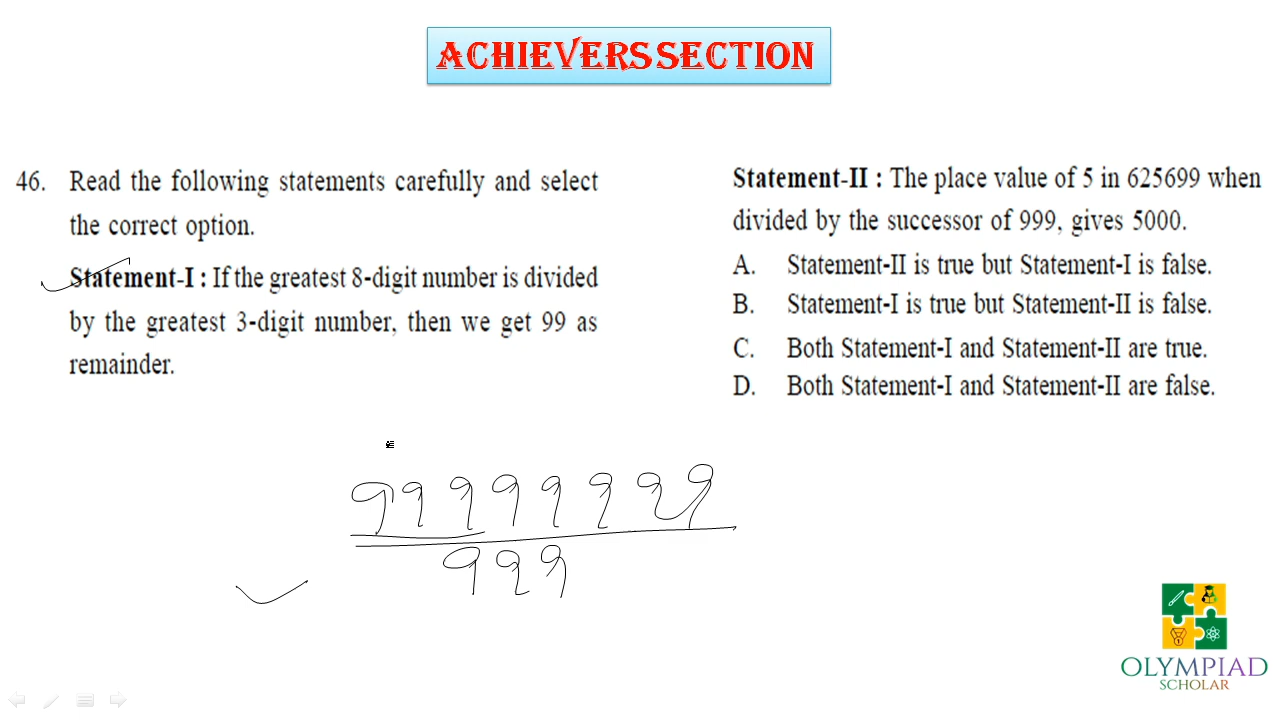 ACHIEVERS SECTION
46. Read the following statements carefully and select
the correct option.
Statement-I : If the greatest 8-digit number is divided
by the greatest 3-digit number, then we get 99 as
remainder.
Statement-II : The place value of 5 in 625699 when
divided by the successor of 999, gives 5000.
A. Statement-II is true but Statement-I is false.
B. Statement-I is true but Statement-II is false.
C. Both Statement-I and Statement-II are true.
D. Both Statement-I and Statement-II are false.
99999999
999
OLYMPIAD
SCHOLAR